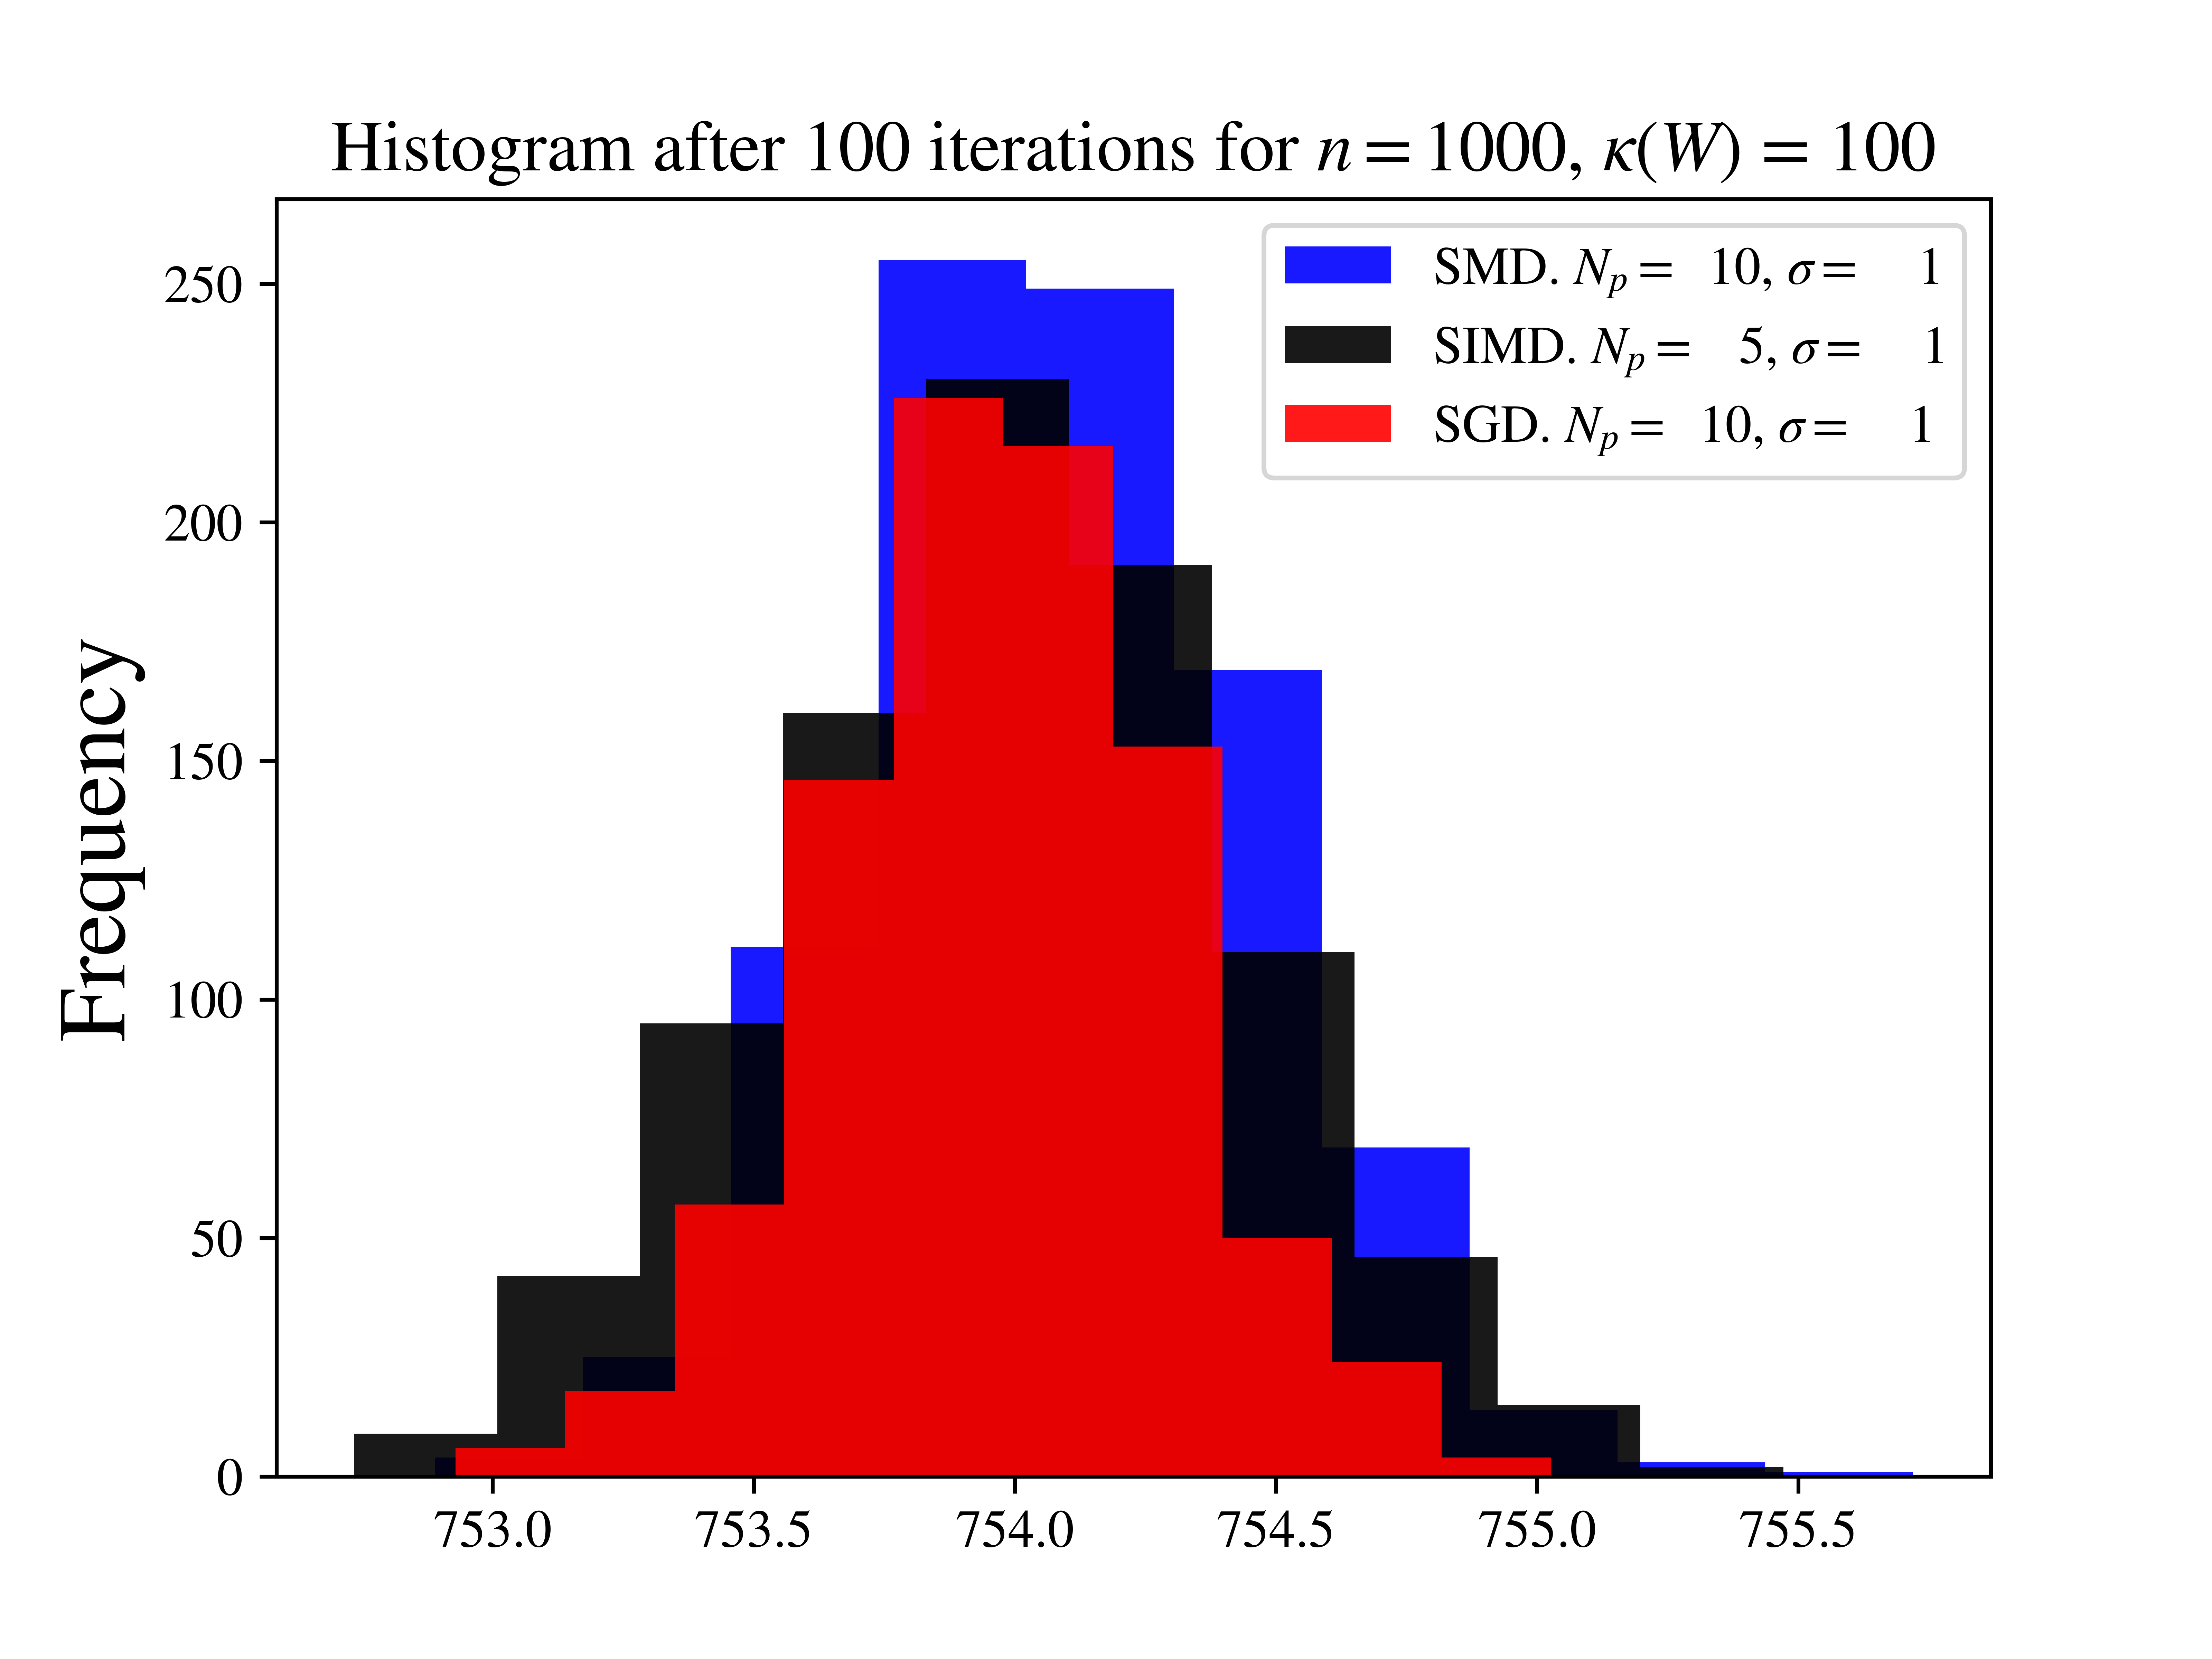 Histogram after 100 iterations for n = 1000, κ(W) = 100
SMD. Nₚ = 10, σ = 1
SIMD. Nₚ = 5, σ = 1
SGD. Nₚ = 10, σ = 1
Frequency
250
200
150
100
50
0
753.0 753.5 754.0 754.5 755.0 755.5